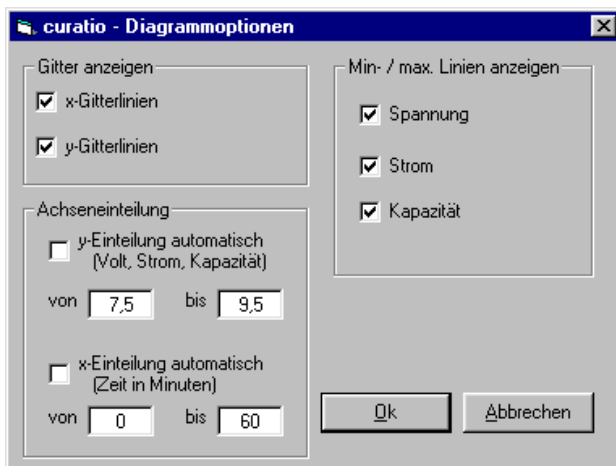 curatio - Diagrammoptionen
Gitter anzeigen
x-Gitterlinien
y-Gitterlinien
Achseneinteilung
y-Einteilung automatisch
(Volt, Strom, Kapazität)
von 7,5 bis 9,5
x-Einteilung automatisch
(Zeit in Minuten)
von 0 bis 60
Min- / max. Linien anzeigen
Spannung
Strom
Kapazität
Ok Abbrechen